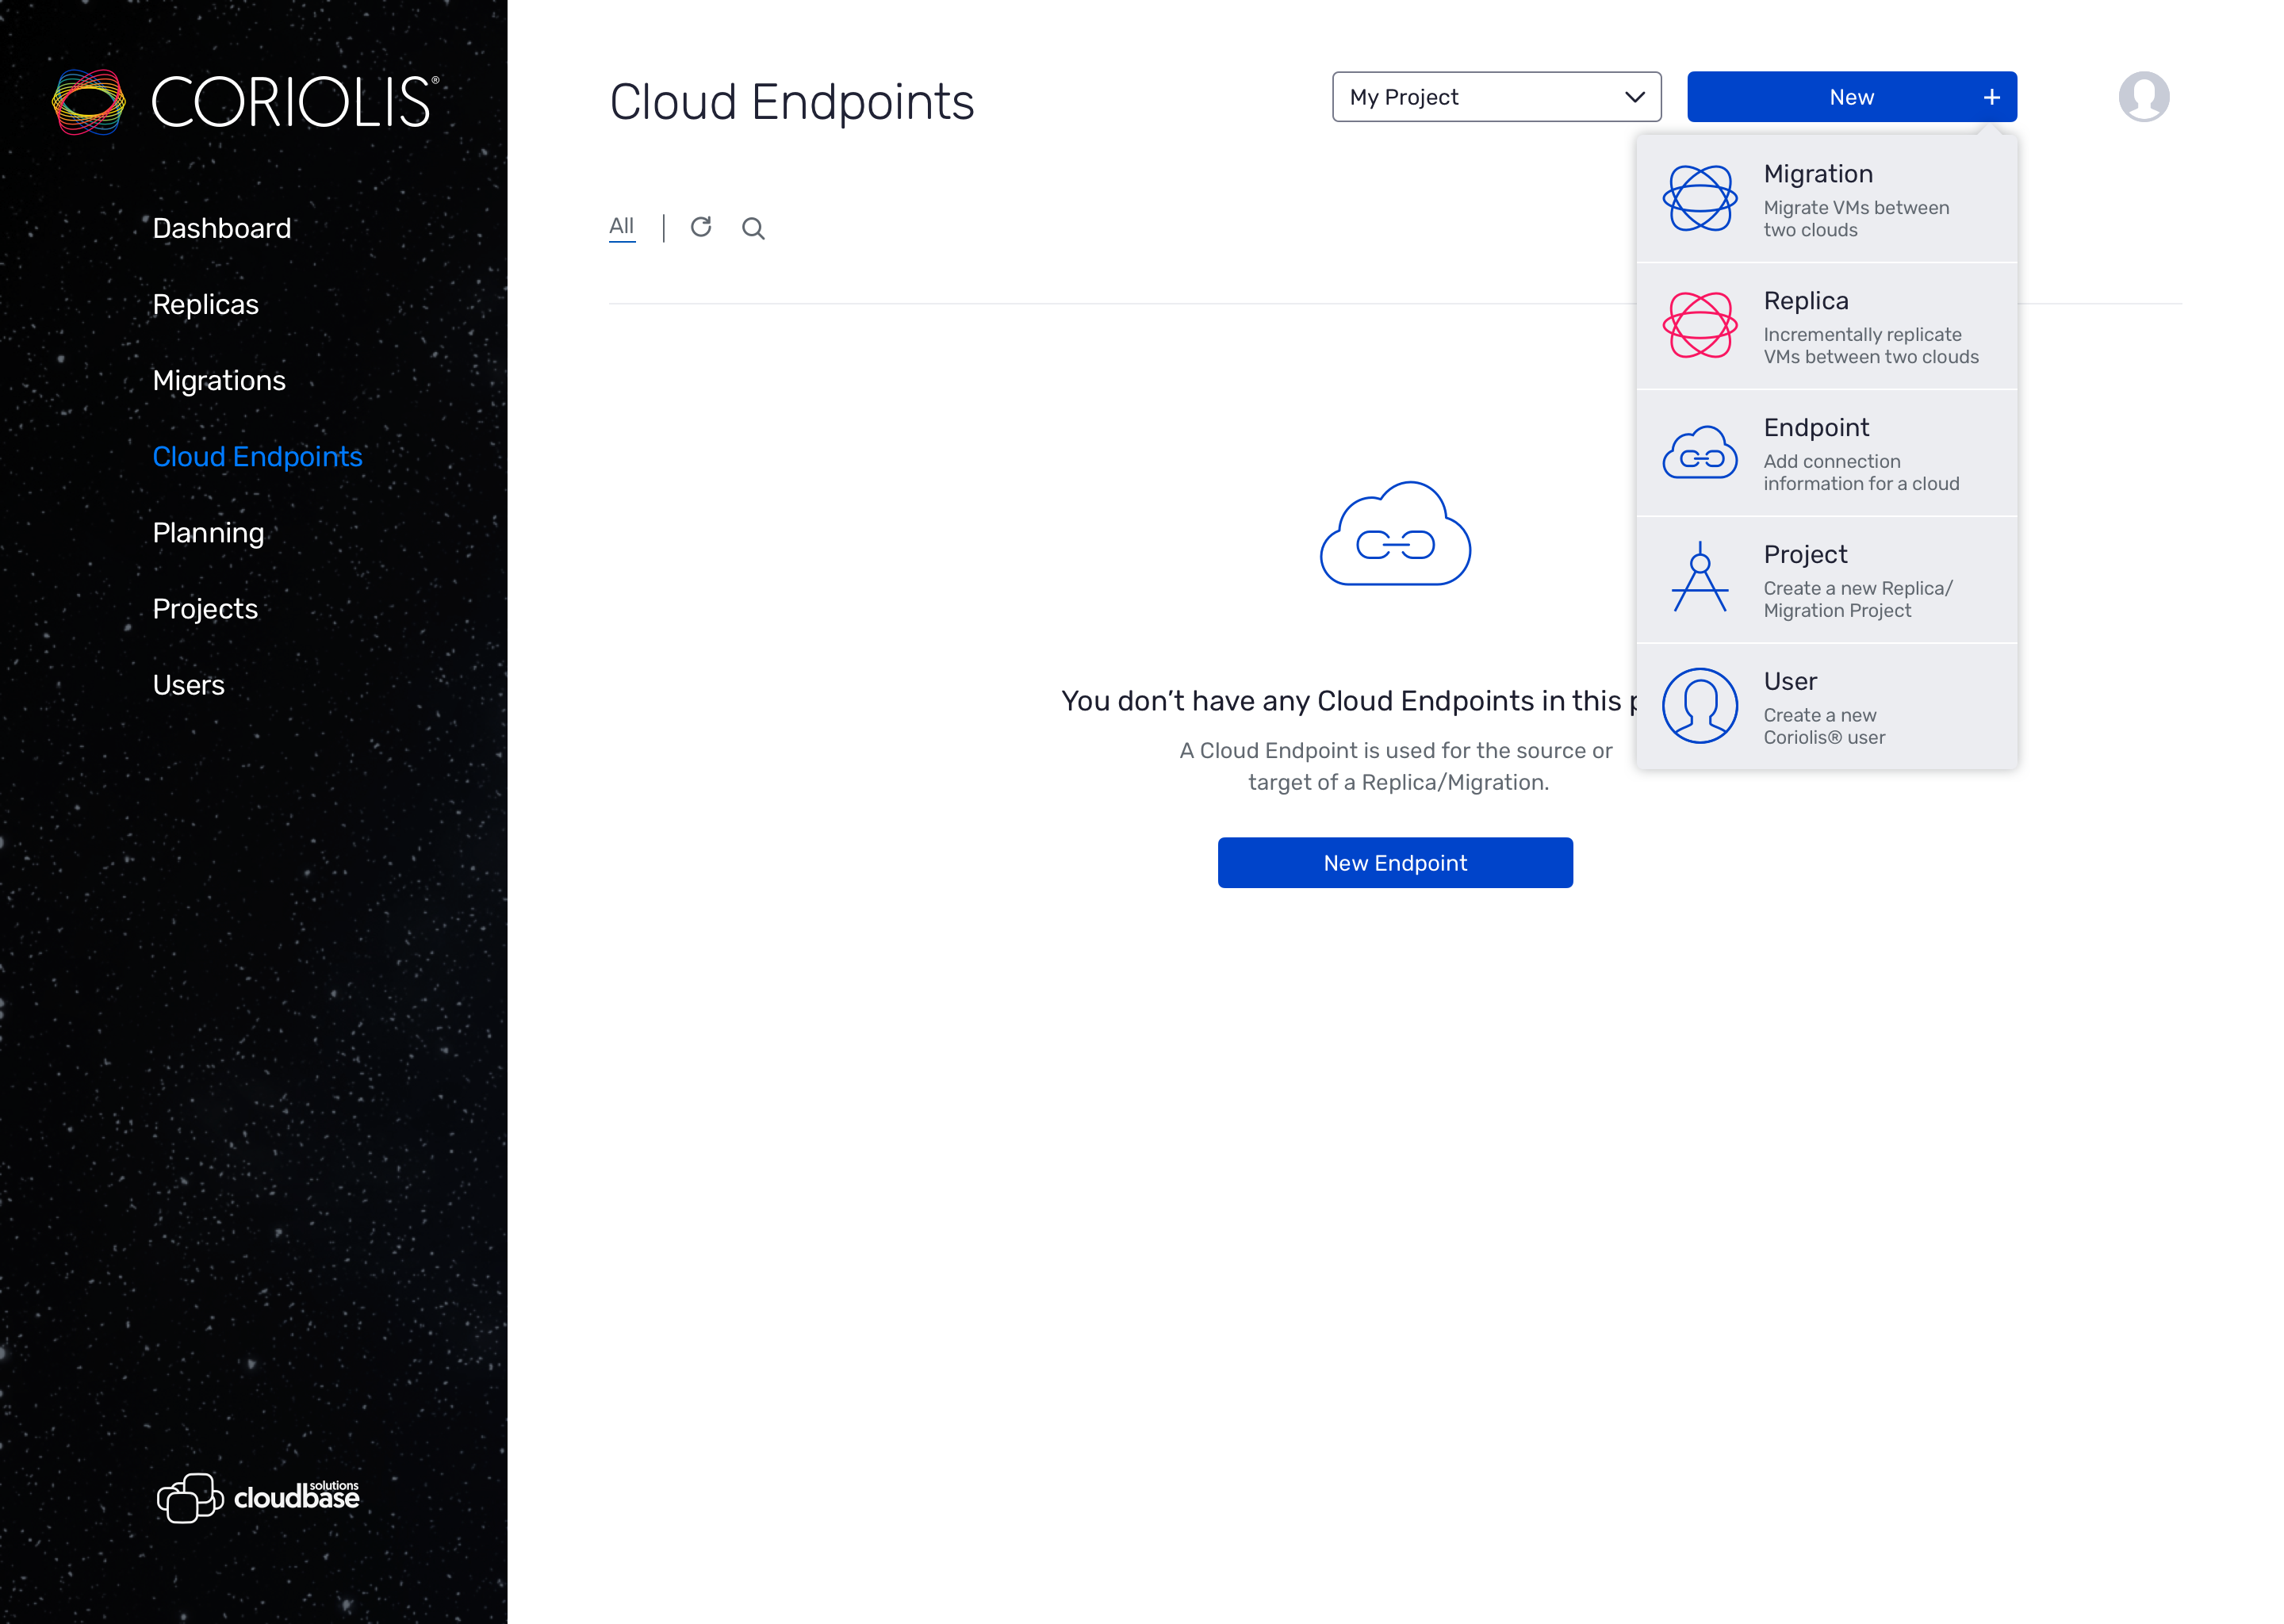 CORIOLIS®
Dashboard
Replicas
Migrations
Cloud Endpoints
Planning
Projects
Users
cloudbase solutions
Cloud Endpoints
My Project
New +
All
Migration
Migrate VMs between
two clouds
Replica
Incrementally replicate
VMs between two clouds
Endpoint
Add connection
information for a cloud
Project
Create a new Replica/
Migration Project
User
Create a new
Coriolis® user
You don’t have any Cloud Endpoints in this
A Cloud Endpoint is used for the source or
target of a Replica/Migration.
New Endpoint